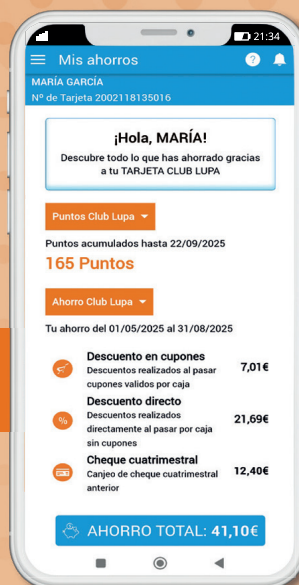 21:34
Mis ahorros
?
MARÍA GARCÍA
Nº de Tarjeta 2002118135016
¡Hola, MARÍA!
Descubre todo lo que has ahorrado gracias
a tu TARJETA CLUB LUPA
Puntos Club Lupa
Puntos acumulados hasta 22/09/2025
165 Puntos
Ahorro Club Lupa
Tu ahorro del 01/05/2025 al 31/08/2025
Descuento en cupones
Descuentos realizados al pasar 7,01€
cupones validos por caja
Descuento directo
Descuentos realizados
% directamente al pasar por caja 21,69€
sin cupones
Cheque cuatrimestral
Canjeo de cheque cuatrimestral 12,40€
anterior
AHORRO TOTAL: 41,10€